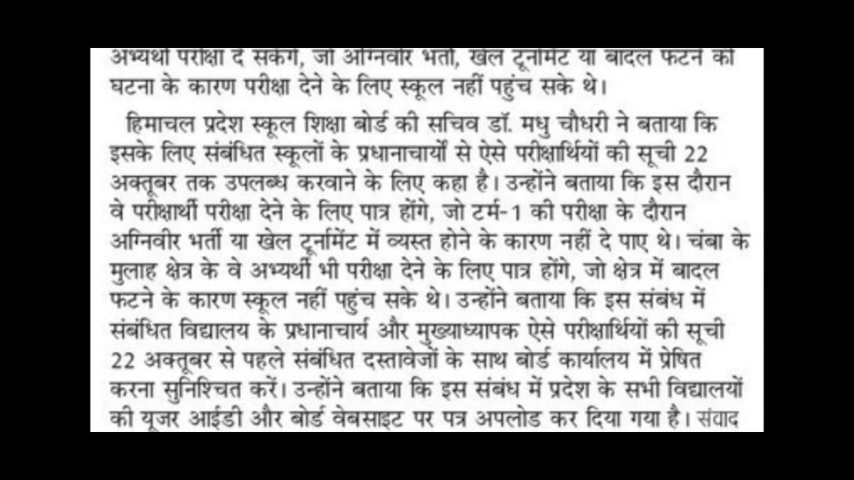 अभ्यर्थी परीक्षा दे सकेंगे, जो अग्निवीर भर्ती, खेल टूर्नामेंट या बादल फटने की
घटना के कारण परीक्षा देने के लिए स्कूल नहीं पहुंच सके थे।
हिमाचल प्रदेश स्कूल शिक्षा बोर्ड की सचिव डॉ. मधु चौधरी ने बताया कि
इसके लिए संबंधित स्कूलों के प्रधानाचार्यों से ऐसे परीक्षार्थियों की सूची 22
अक्तूबर तक उपलब्ध करवाने के लिए कहा है। उन्होंने बताया कि इस दौरान
वे परीक्षार्थी परीक्षा देने के लिए पात्र होंगे, जो टर्म-1 की परीक्षा के दौरान
अग्निवीर भर्ती या खेल टूर्नामेंट में व्यस्त होने के कारण नहीं दे पाए थे। चंबा के
मुलाह क्षेत्र के वे अभ्यर्थी भी परीक्षा देने के लिए पात्र होंगे, जो क्षेत्र में बादल
फटने के कारण स्कूल नहीं पहुंच सके थे। उन्होंने बताया कि इस संबंध में
संबंधित विद्यालय के प्रधानाचार्य और मुख्याध्यापक ऐसे परीक्षार्थियों की सूची
22 अक्तूबर से पहले संबंधित दस्तावेजों के साथ बोर्ड कार्यालय में प्रेषित
करना सुनिश्चित करें। उन्होंने बताया कि इस संबंध में प्रदेश के सभी विद्यालयों
की यूजर आईडी और बोर्ड वेबसाइट पर पत्र अपलोड कर दिया गया है। संवाद